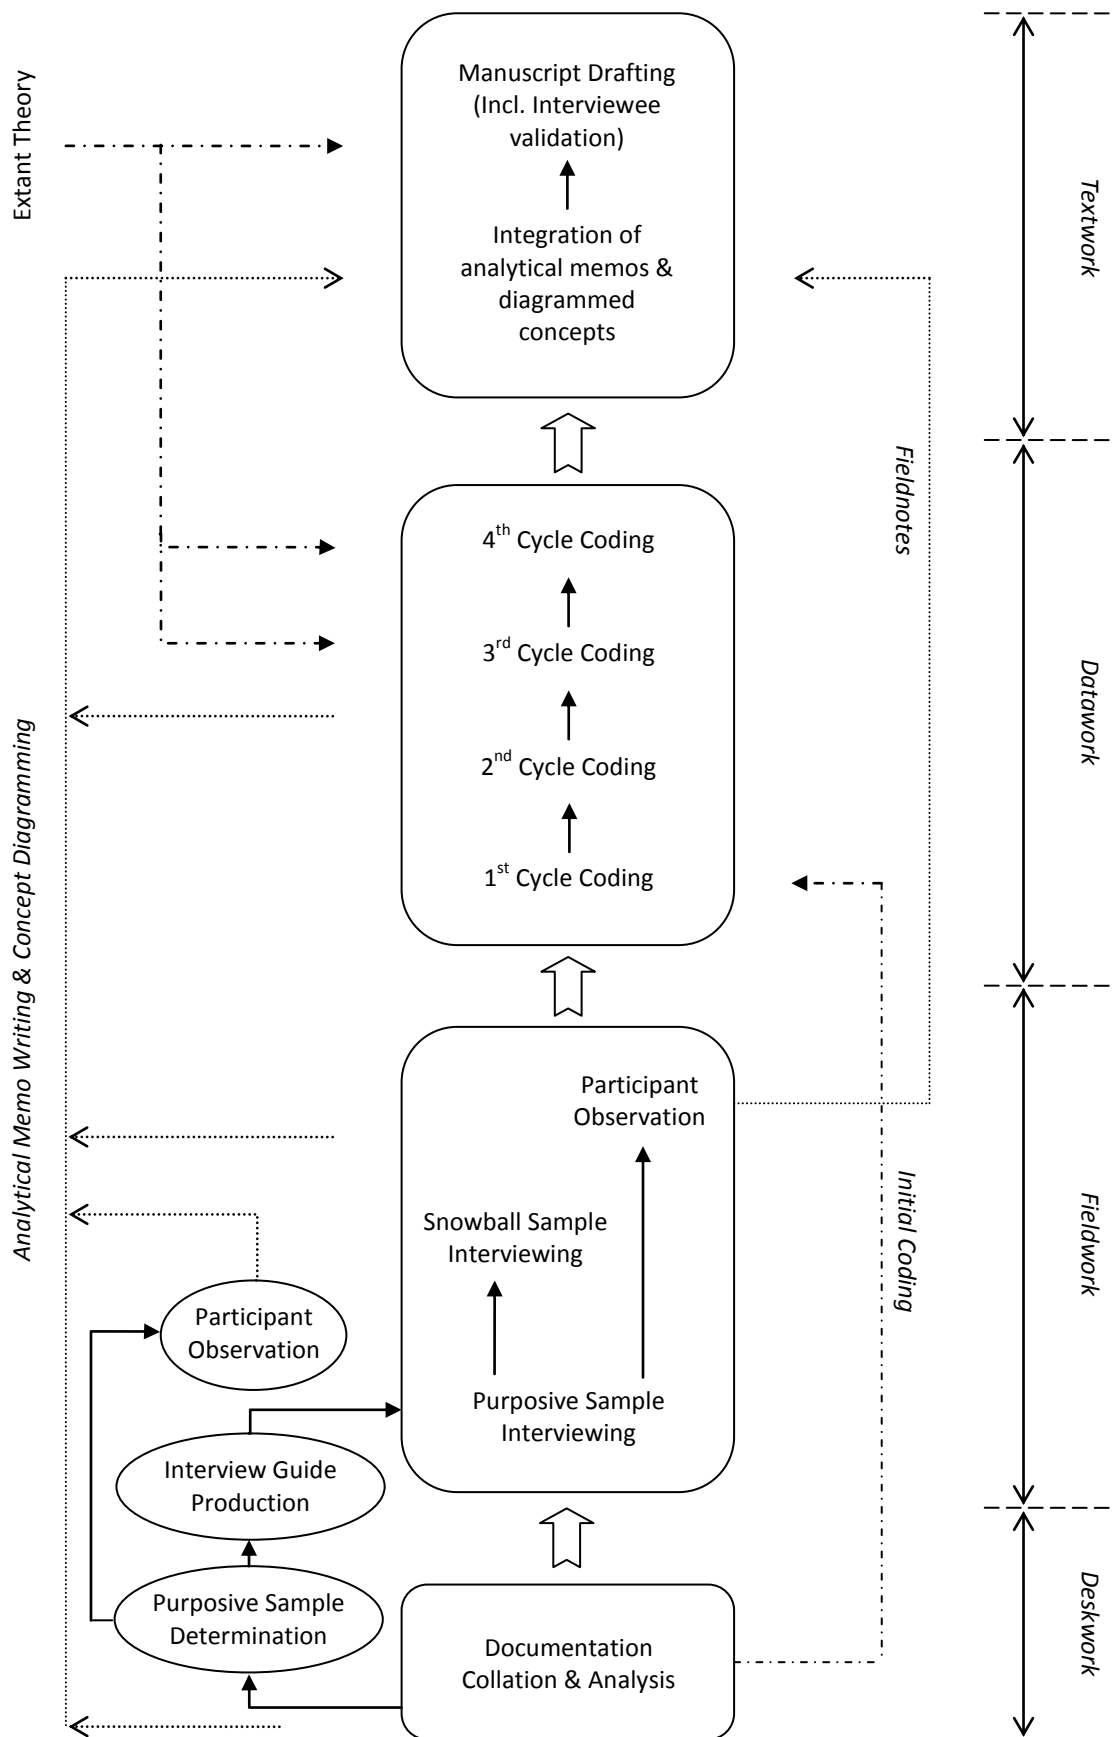 Extant Theory
Manuscript Drafting
(Incl. Interviewee
validation)
Integration of
analytical memos &
diagrammed
concepts
Textwork
Fieldnotes
4th Cycle Coding
3rd Cycle Coding
2nd Cycle Coding
1st Cycle Coding
Datawork
Analytical Memo Writing & Concept Diagramming
Participant
Observation
Snowball Sample
Interviewing
Purposive Sample
Interviewing
Initial Coding
Fieldwork
Participant
Observation
Interview Guide
Production
Purposive Sample
Determination
Documentation
Collation & Analysis
Deskwork